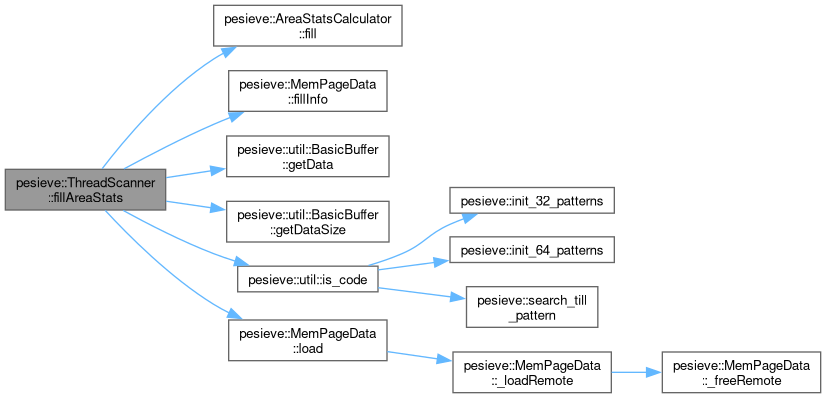 pesieve::AreaStatsCalculator
::fill
pesieve::MemPageData
::fillInfo
pesieve::util::BasicBuffer
::getData
pesieve::ThreadScanner
::fillAreaStats
pesieve::util::BasicBuffer
::getDataSize
pesieve::util::is_code
pesieve::init_32_patterns
pesieve::init_64_patterns
pesieve::search_till
_pattern
pesieve::MemPageData
::load
pesieve::MemPageData
::_loadRemote
pesieve::MemPageData
::_freeRemote